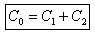 C₀ = C₁ + C₂